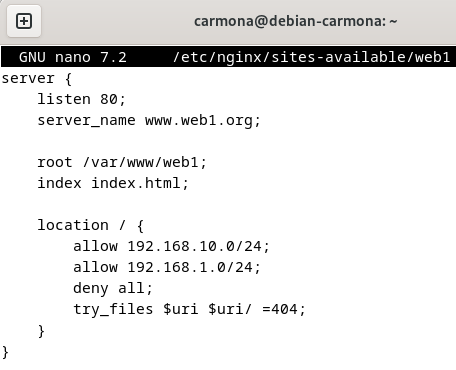 carmona@debian-carmona: ~
GNU nano 7.2 /etc/nginx/sites-available/web1
server {
    listen 80;
    server_name www.web1.org;

    root /var/www/web1;
    index index.html;

    location / {
        allow 192.168.10.0/24;
        allow 192.168.1.0/24;
        deny all;
        try_files $uri $uri/ =404;
    }
}